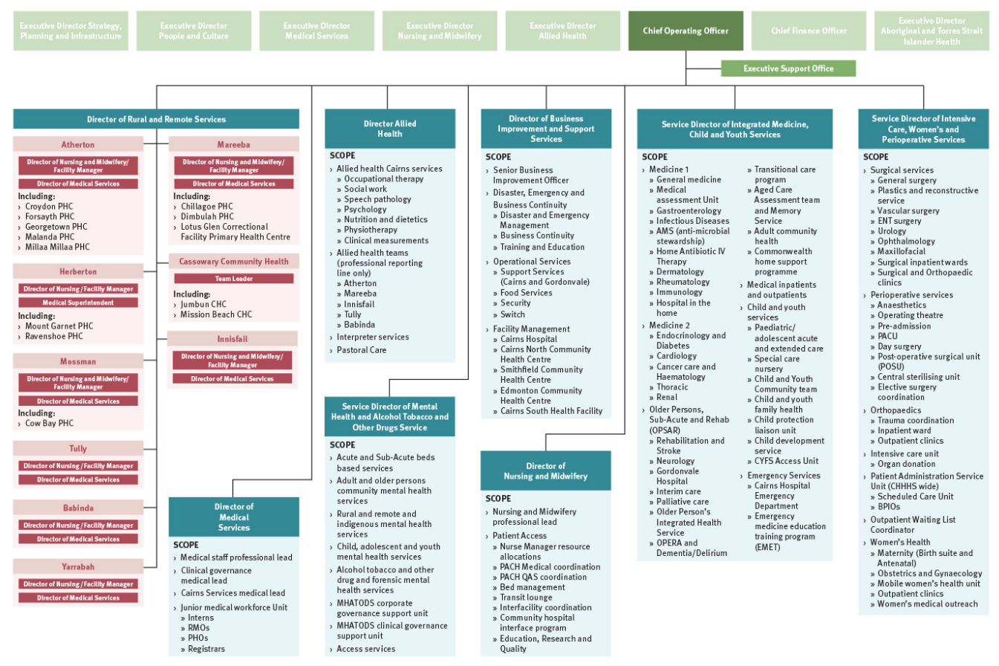 Executive Director Strategy,
Planning and Infrastructure
Executive Director
People and Culture
Executive Director
Medical Services
Executive Director
Nursing and Midwifery
Executive Director
Allied Health
Chief Operating Officer
Chief Finance Officer
Executive Director
Aboriginal and Torres Strait
Islander Health
Executive Support Office
Director of Rural and Remote Services
Atherton
Director of Nursing and Midwifery/
Facility Manager
Director of Medical Services
Including:
› Croydon PHC
› Forsayth PHC
› Georgetown PHC
› Malanda PHC
› Millaa Millaa PHC
Herberton
Director of Nursing /Facility Manager
Medical Superintendent
Including:
› Mount Garnet PHC
› Ravenshoe PHC
Mossman
Director of Nursing and Midwifery/
Facility Manager
Director of Medical Services
Including:
› Cow Bay PHC
Tully
Director of Nursing /Facility Manager
Director of Medical Services
Babinda
Director of Nursing /Facility Manager
Director of Medical Services
Yarrabah
Director of Nursing /Facility Manager
Director of Medical Services
Mareeba
Director of Nursing and Midwifery/
Facility Manager
Director of Medical Services
Including:
› Chillagoe PHC
› Dimbulah PHC
› Lotus Glen Correctional
Facility Primary Health Centre
Cassowary Community Health
Team Leader
Including:
› Jumbun CHC
› Mission Beach CHC
Innisfail
Director of Nursing and Midwifery/
Facility Manager
Director of Medical Services
Director of
Medical
Services
SCOPE
› Medical staff professional lead
› Clinical governance
medical lead
› Cairns Services medical lead
› Junior medical workforce Unit
» Interns
» RMOs
» PHOs
» Registrars
Director Allied
Health
SCOPE
› Allied health Cairns services
» Occupational therapy
» Social work
» Speech pathology
» Psychology
» Nutrition and dietetics
» Physiotherapy
» Clinical measurements
› Allied health teams
(professional reporting
line only)
» Atherton
» Mareeba
» Innisfail
» Tully
» Babinda
› Interpreter services
› Pastoral Care
Service Director of Mental
Health and Alcohol Tobacco and
Other Drugs Service
SCOPE
› Acute and Sub-Acute beds
based services
› Adult and older persons
community mental health
services
› Rural and remote and
indigenous mental health
services
› Child, adolescent and youth
mental health services
› Alcohol tobacco and other
drug and forensic mental
health services
› MHATODS corporate
governance support unit
› MHATODS clinical governance
support unit
› Access services
Director of Business
Improvement and Support
Services
SCOPE
› Senior Business
Improvement Officer
› Disaster, Emergency and
Business Continuity
» Disaster and Emergency
Management
» Business Continuity
» Training and Education
› Operational Services
» Support Services
(Cairns and Gordonvale)
» Food Services
» Security
» Switch
› Facility Management
» Cairns Hospital
» Cairns North Community
Health Centre
» Smithfield Community
Health Centre
» Edmonton Community
Health Centre
» Cairns South Health Facility
Director of
Nursing and Midwifery
SCOPE
› Nursing and Midwifery
professional lead
› Patient Access
» Nurse Manager resource
allocations
» PACH Medical coordination
» PACH QAS coordination
» Bed management
» Transit lounge
» Interfacility coordination
» Community hospital
interface program
» Education, Research and
Quality
Service Director of Integrated Medicine,
Child and Youth Services
SCOPE
› Medicine 1
» General medicine
» Medical
assessment Unit
» Gastroenterology
» Infectious Diseases
» AMS (anti-microbial
stewardship)
» Home Antibiotic IV
Therapy
» Dermatology
» Rheumatology
» Immunology
» Hospital in the
home
› Medicine 2
» Endocrinology and
Diabetes
» Cardiology
» Cancer care and
Haematology
» Thoracic
» Renal
› Older Persons,
Sub-Acute and Rehab
(OPSAR)
» Rehabilitation and
Stroke
» Neurology
» Gordonvale
Hospital
» Interim care
» Palliative care
» Older Person's
Integrated Health
Service
» OPERA and
Dementia/Delirium
» Transitional care
program
» Aged Care
Assessment team
and Memory
Service
» Adult community
health
» Commonwealth
home support
programme
› Medical inpatients
and outpatients
› Child and youth
services
» Paediatric/
adolescent acute
and extended care
» Special care
nursery
» Child and Youth
Community team
» Child and youth
family health
» Child protection
liaison unit
» Child development
service
» CYFS Access Unit
› Emergency Services
» Cairns Hospital
Emergency
Department
» Emergency
medicine education
training program
(EMET)
Service Director of Intensive
Care, Women's and
Perioperative Services
SCOPE
› Surgical services
» General surgery
» Plastics and reconstructive
service
» Vascular surgery
» ENT surgery
» Urology
» Ophthalmology
» Maxillofacial
» Surgical inpatient wards
» Surgical and Orthopaedic
clinics
› Perioperative services
» Anaesthetics
» Operating theatre
» Pre-admission
» PACU
» Day surgery
» Post-operative surgical unit
(POSU)
» Central sterilising unit
» Elective surgery
coordination
› Orthopaedics
» Trauma coordination
» Inpatient ward
» Outpatient clinics
› Intensive care unit
» Organ donation
› Patient Administration Service
Unit (CHHHS wide)
» Scheduled Care Unit
» BPIOs
› Outpatient Waiting List
Coordinator
› Women's Health
» Maternity (Birth suite and
Antenatal)
» Obstetrics and Gynaecology
» Mobile women's health unit
» Outpatient clinics
» Women's medical outreach